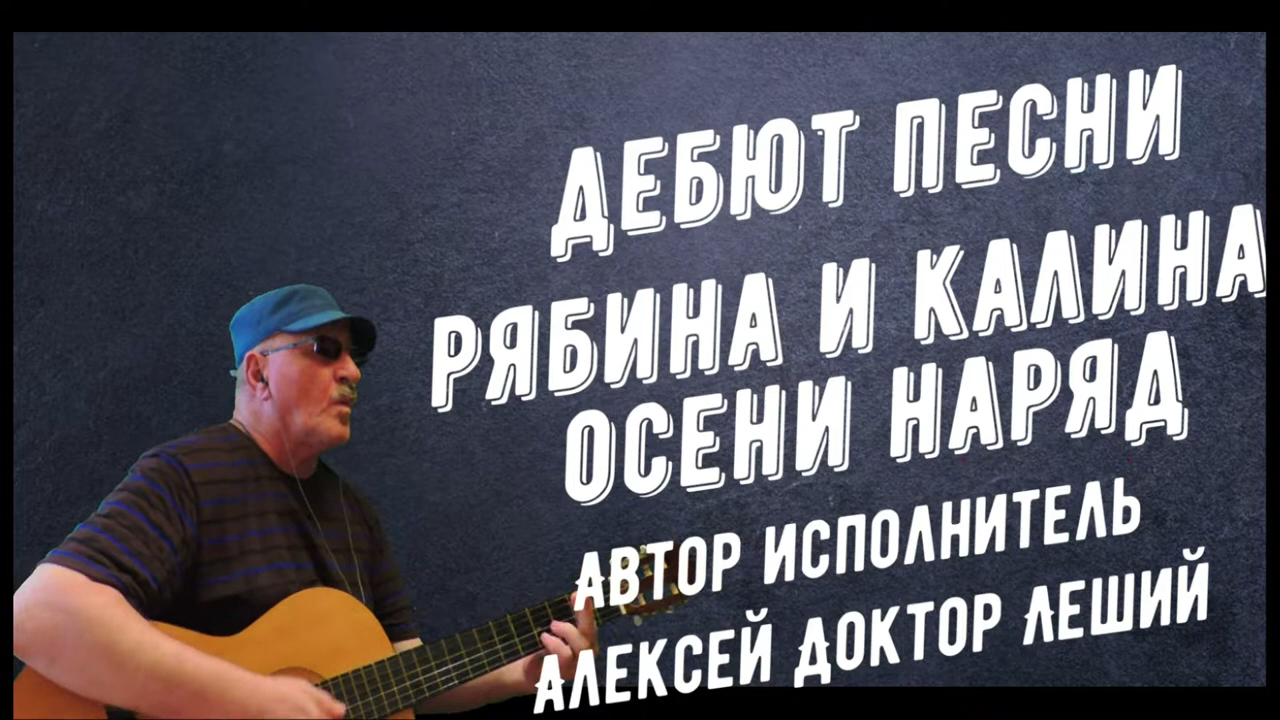 ДЕБЮТ ПЕСНИ
РЯБИНА И КАЛИНА
ОСЕНИ НАРЯД
АВТОР ИСПОЛНИТЕЛЬ
АЛЕКСЕЙ ДОКТОР ЛЕШИЙ